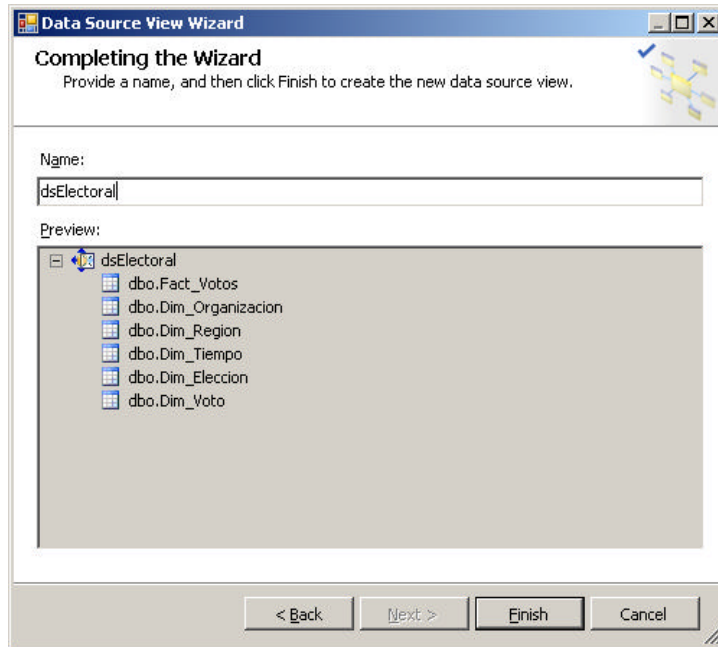 Data Source View Wizard
Completing the Wizard
Provide a name, and then click Finish to create the new data source view.
Name:
dsElectoral
Preview:
dsElectoral
dbo.Fact_Votos
dbo.Dim_Organizacion
dbo.Dim_Region
dbo.Dim_Tiempo
dbo.Dim_Eleccion
dbo.Dim_Voto
< Back Next > Finish Cancel